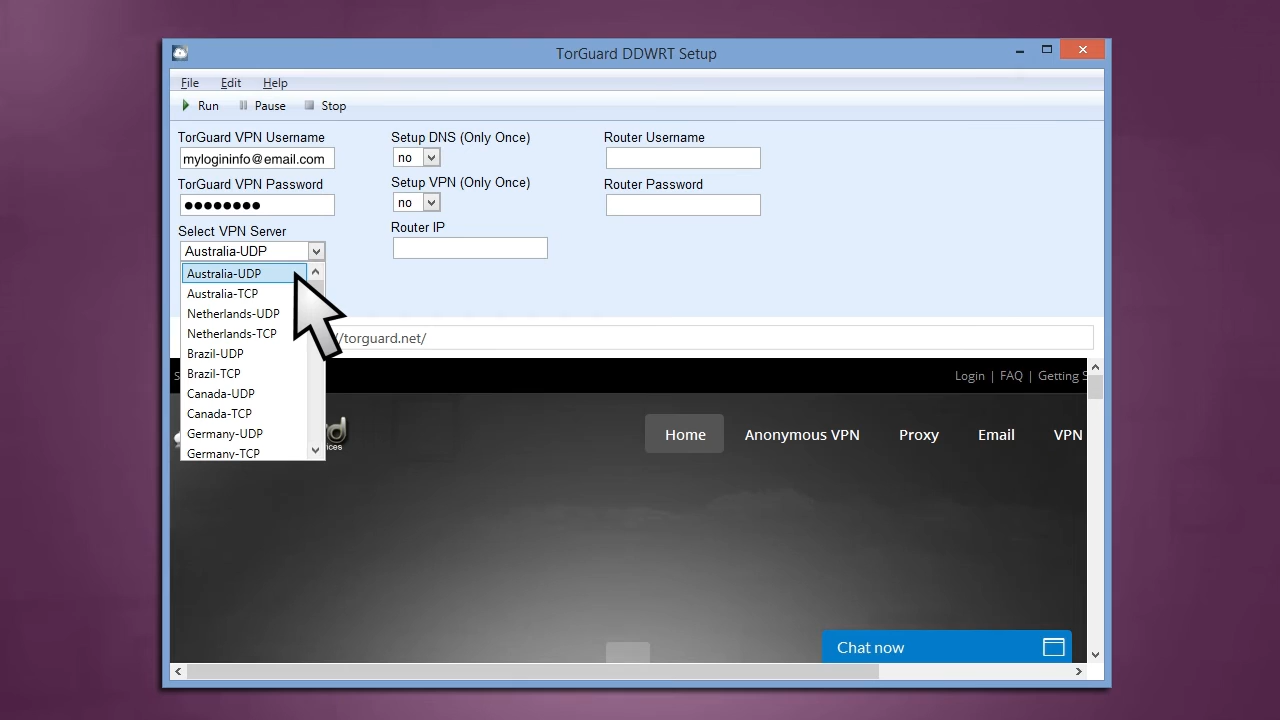 TorGuard DDWRT Setup
File Edit Help
Run Pause Stop
TorGuard VPN Username
mylogininfo@email.com
TorGuard VPN Password
●●●●●●●●
Select VPN Server
Australia-UDP
Australia-UDP
Australia-TCP
Netherlands-UDP
Netherlands-TCP
Brazil-UDP
Brazil-TCP
Canada-UDP
Canada-TCP
Germany-UDP
Germany-TCP
Setup DNS (Only Once)
no
Setup VPN (Only Once)
no
Router IP
Router Username
Router Password
/torguard.net/
Login | FAQ | Getting S
Home Anonymous VPN Proxy Email VPN
Chat now